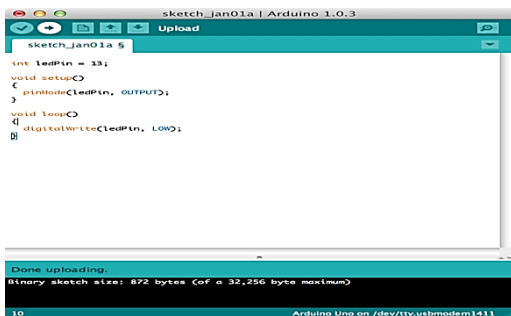 sketch_jan01a | Arduino 1.0.3
Upload
sketch_jan01a §
int ledPin = 13;
void setup()
{
pinMode(ledPin, OUTPUT);
}
void loop()
{
digitalWrite(ledPin, LOW);
}
Done uploading.
Binary sketch size: 872 bytes (of a 32,256 byte maximum)
10
Arduino Uno on /dev/tty.usbmodem1411